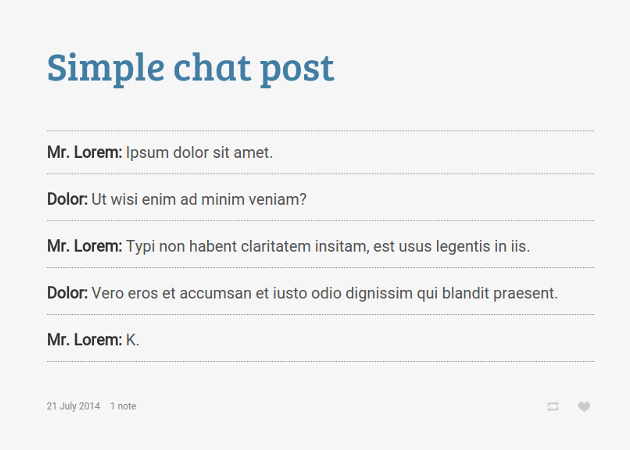 Simple chat post
Mr. Lorem: Ipsum dolor sit amet.
Dolor: Ut wisi enim ad minim veniam?
Mr. Lorem: Typi non habent claritatem insitam, est usus legentis in iis.
Dolor: Vero eros et accumsan et iusto odio dignissim qui blandit praesent.
Mr. Lorem: K.
21 July 2014 1 note